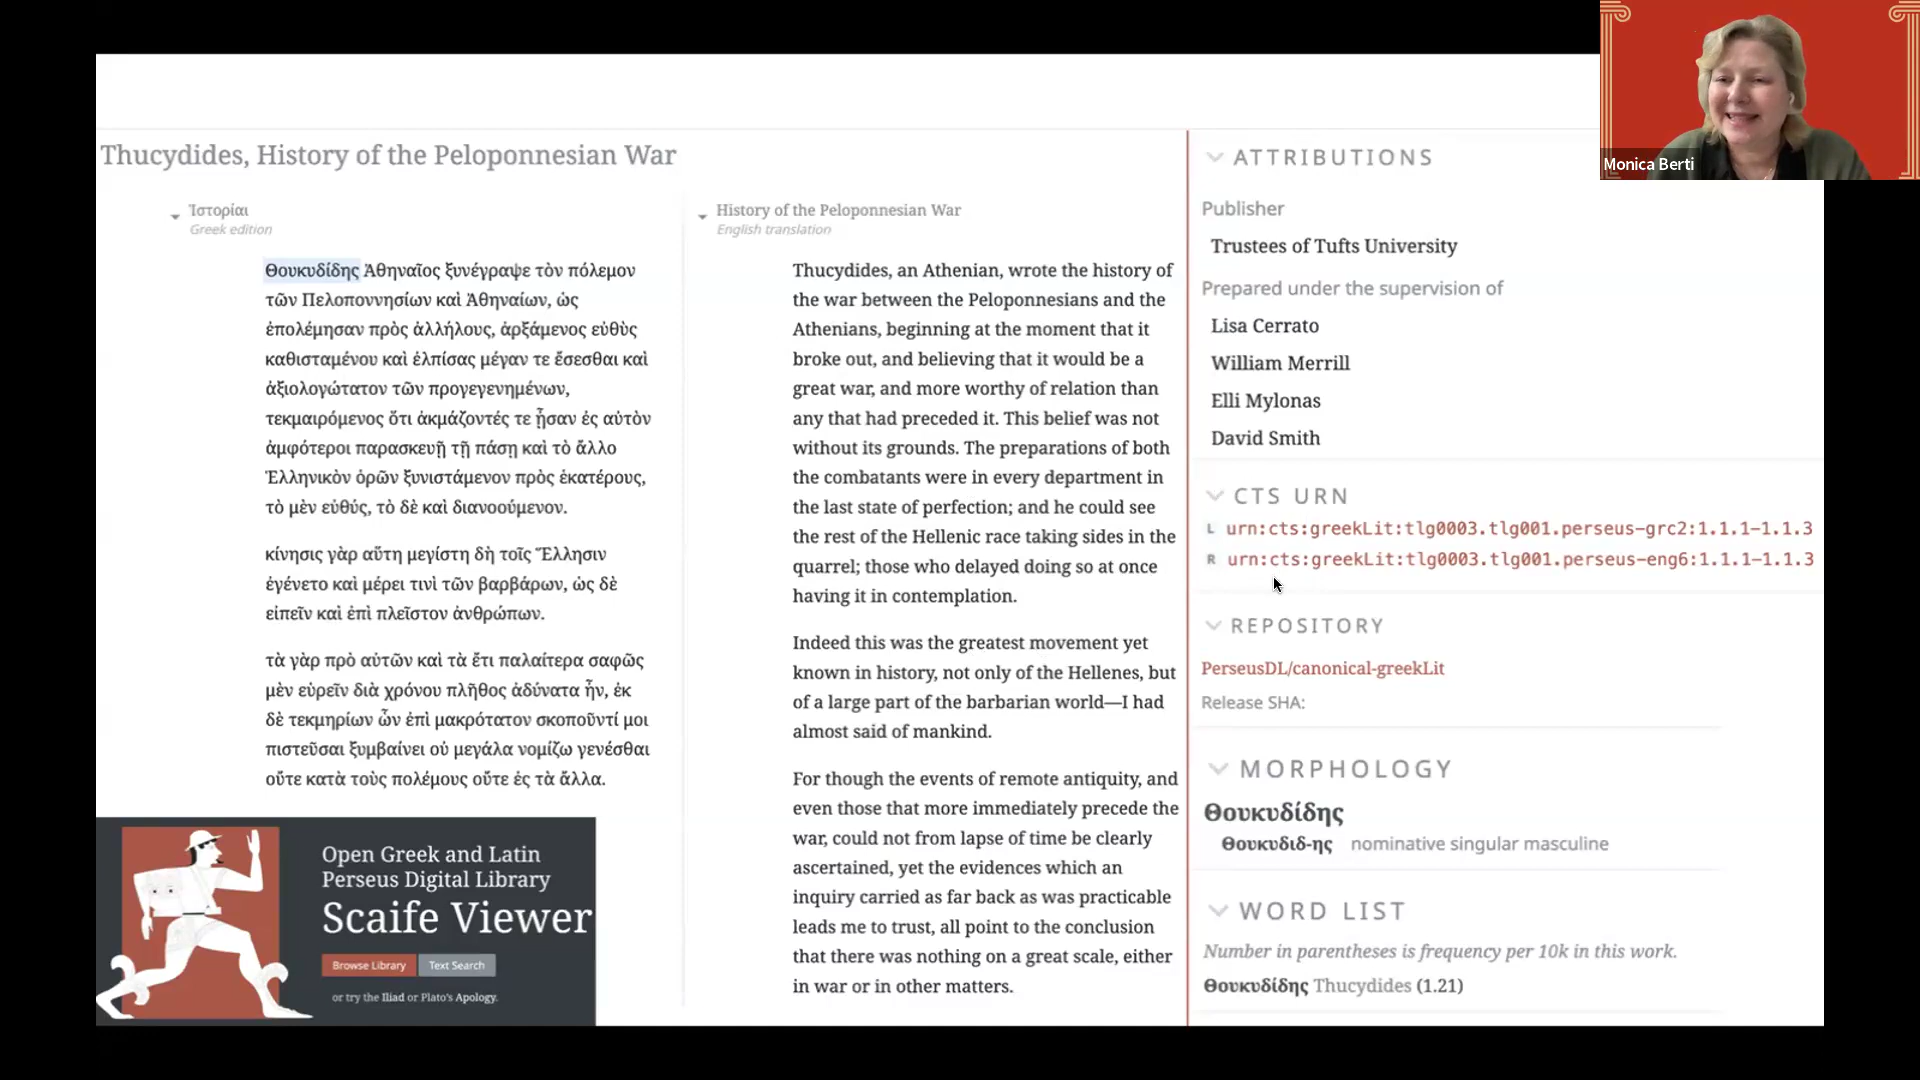 Thucydides, History of the Peloponnesian War
Ἱστορίαι
Greek edition
Θουκυδίδης Ἀθηναῖος ξυνέγραψε τὸν πόλεμον
τῶν Πελοποννησίων καὶ Ἀθηναίων, ὡς
ἐπολέμησαν πρὸς ἀλλήλους, ἀρξάμενος εὐθὺς
καθισταμένου καὶ ἐλπίσας μέγαν τε ἔσεσθαι καὶ
ἀξιολογώτατον τῶν προγεγενημένων,
τεκμαιρόμενος ὅτι ἀκμάζοντές τε ᾖσαν ἐς αὐτὸν
ἀμφότεροι παρασκευῇ τῇ πάσῃ καὶ τὸ ἄλλο
Ἑλληνικὸν ὁρῶν ξυνιστάμενον πρὸς ἑκατέρους,
τὸ μὲν εὐθύς, τὸ δὲ καὶ διανοούμενον.
κίνησις γὰρ αὕτη μεγίστη δὴ τοῖς Ἕλλησιν
ἐγένετο καὶ μέρει τινὶ τῶν βαρβάρων, ὡς δὲ
εἰπεῖν καὶ ἐπὶ πλεῖστον ἀνθρώπων.
τὰ γὰρ πρὸ αὐτῶν καὶ τὰ ἔτι παλαίτερα σαφῶς
μὲν εὑρεῖν διὰ χρόνου πλῆθος ἀδύνατα ἦν, ἐκ
δὲ τεκμηρίων ὧν ἐπὶ μακρότατον σκοποῦντί μοι
πιστεῦσαι ξυμβαίνει οὐ μεγάλα νομίζω γενέσθαι
οὔτε κατὰ τοὺς πολέμους οὔτε ἐς τὰ ἄλλα.
Open Greek and Latin
Perseus Digital Library
Scaife Viewer
Browse Library Text Search
or try the Iliad or Plato's Apology.
History of the Peloponnesian War
English translation
Thucydides, an Athenian, wrote the history of
the war between the Peloponnesians and the
Athenians, beginning at the moment that it
broke out, and believing that it would be a
great war, and more worthy of relation than
any that had preceded it. This belief was not
without its grounds. The preparations of both
the combatants were in every department in
the last state of perfection; and he could see
the rest of the Hellenic race taking sides in the
quarrel; those who delayed doing so at once
having it in contemplation.
Indeed this was the greatest movement yet
known in history, not only of the Hellenes, but
of a large part of the barbarian world—I had
almost said of mankind.
For though the events of remote antiquity, and
even those that more immediately precede the
war, could not from lapse of time be clearly
ascertained, yet the evidences which an
inquiry carried as far back as was practicable
leads me to trust, all point to the conclusion
that there was nothing on a great scale, either
in war or in other matters.
ATTRIBUTIONS
Publisher
Trustees of Tufts University
Prepared under the supervision of
Lisa Cerrato
William Merrill
Elli Mylonas
David Smith
CTS URN
L urn:cts:greekLit:tlg0003.tlg001.perseus-grc2:1.1.1-1.1.3
R urn:cts:greekLit:tlg0003.tlg001.perseus-eng6:1.1.1-1.1.3
REPOSITORY
PerseusDL/canonical-greekLit
Release SHA:
MORPHOLOGY
Θουκυδίδης
Θουκυδιδ-ης nominative singular masculine
WORD LIST
Number in parentheses is frequency per 10k in this work.
Θουκυδίδης Thucydides (1.21)
Monica Berti